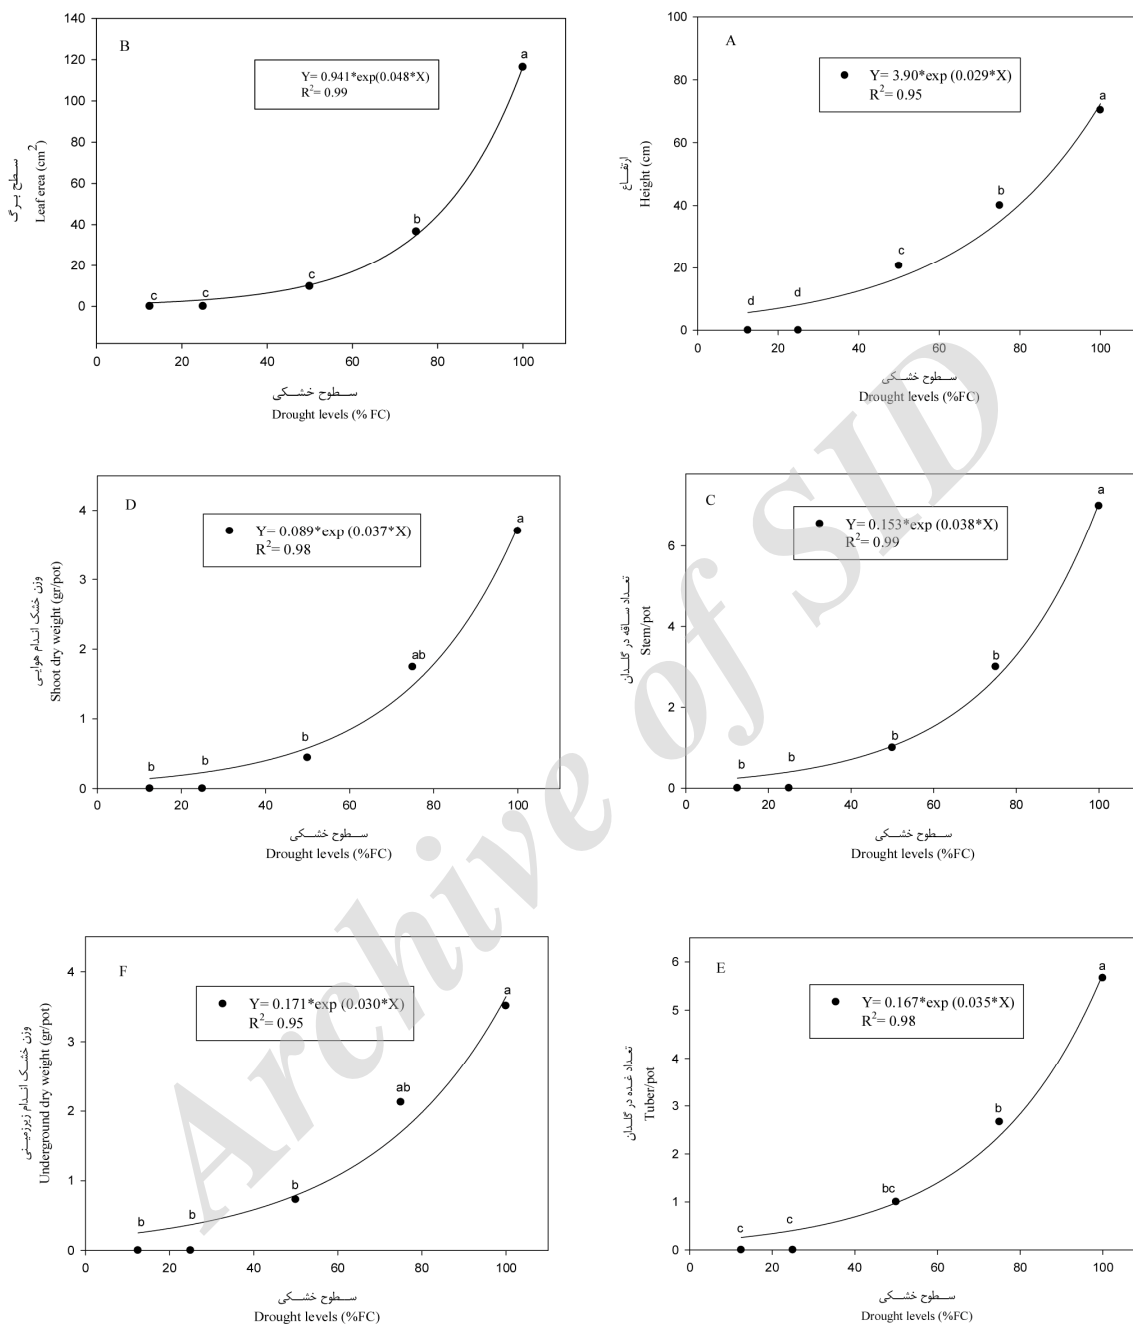 B
Y= 0.941*exp(0.048*X)
R²= 0.99
a
b
c
c
c
140
120
100
80
60
40
20
0
0 20 40 60 80 100
سطح برگ
Leaf erea (cm²)
سطوح خشکی
Drought levels (% FC)
A
Y= 3.90*exp (0.029*X)
R²= 0.95
a
b
c
d
d
100
80
60
40
20
0
0 20 40 60 80 100
ارتفاع
Height (cm)
سطوح خشکی
Drought levels (%FC)
D
Y= 0.089*exp (0.037*X)
R²= 0.98
a
ab
b
b
b
4
3
2
1
0
0 20 40 60 80 100
وزن خشک اندام هوایی
Shoot dry weight (gr/pot)
سطوح خشکی
Drought levels (%FC)
C
Y= 0.153*exp (0.038*X)
R²= 0.99
a
b
b
b
b
6
4
2
0
0 20 40 60 80 100
تعداد ساقه در گلدان
Stem/pot
سطوح خشکی
Drought levels (%FC)
F
Y= 0.171*exp (0.030*X)
R²= 0.95
a
ab
b
b
b
4
3
2
1
0
0 20 40 60 80 100
وزن خشک اندام زیرزمینی
Underground dry weight (gr/pot)
سطوح خشکی
Drought levels (%FC)
E
Y= 0.167*exp (0.035*X)
R²= 0.98
a
b
bc
c
c
6
5
4
3
2
1
0
0 20 40 60 80 100
تعداد غده در گلدان
Tuber/pot
سطوح خشکی
Drought levels (%FC)
Archive of SID